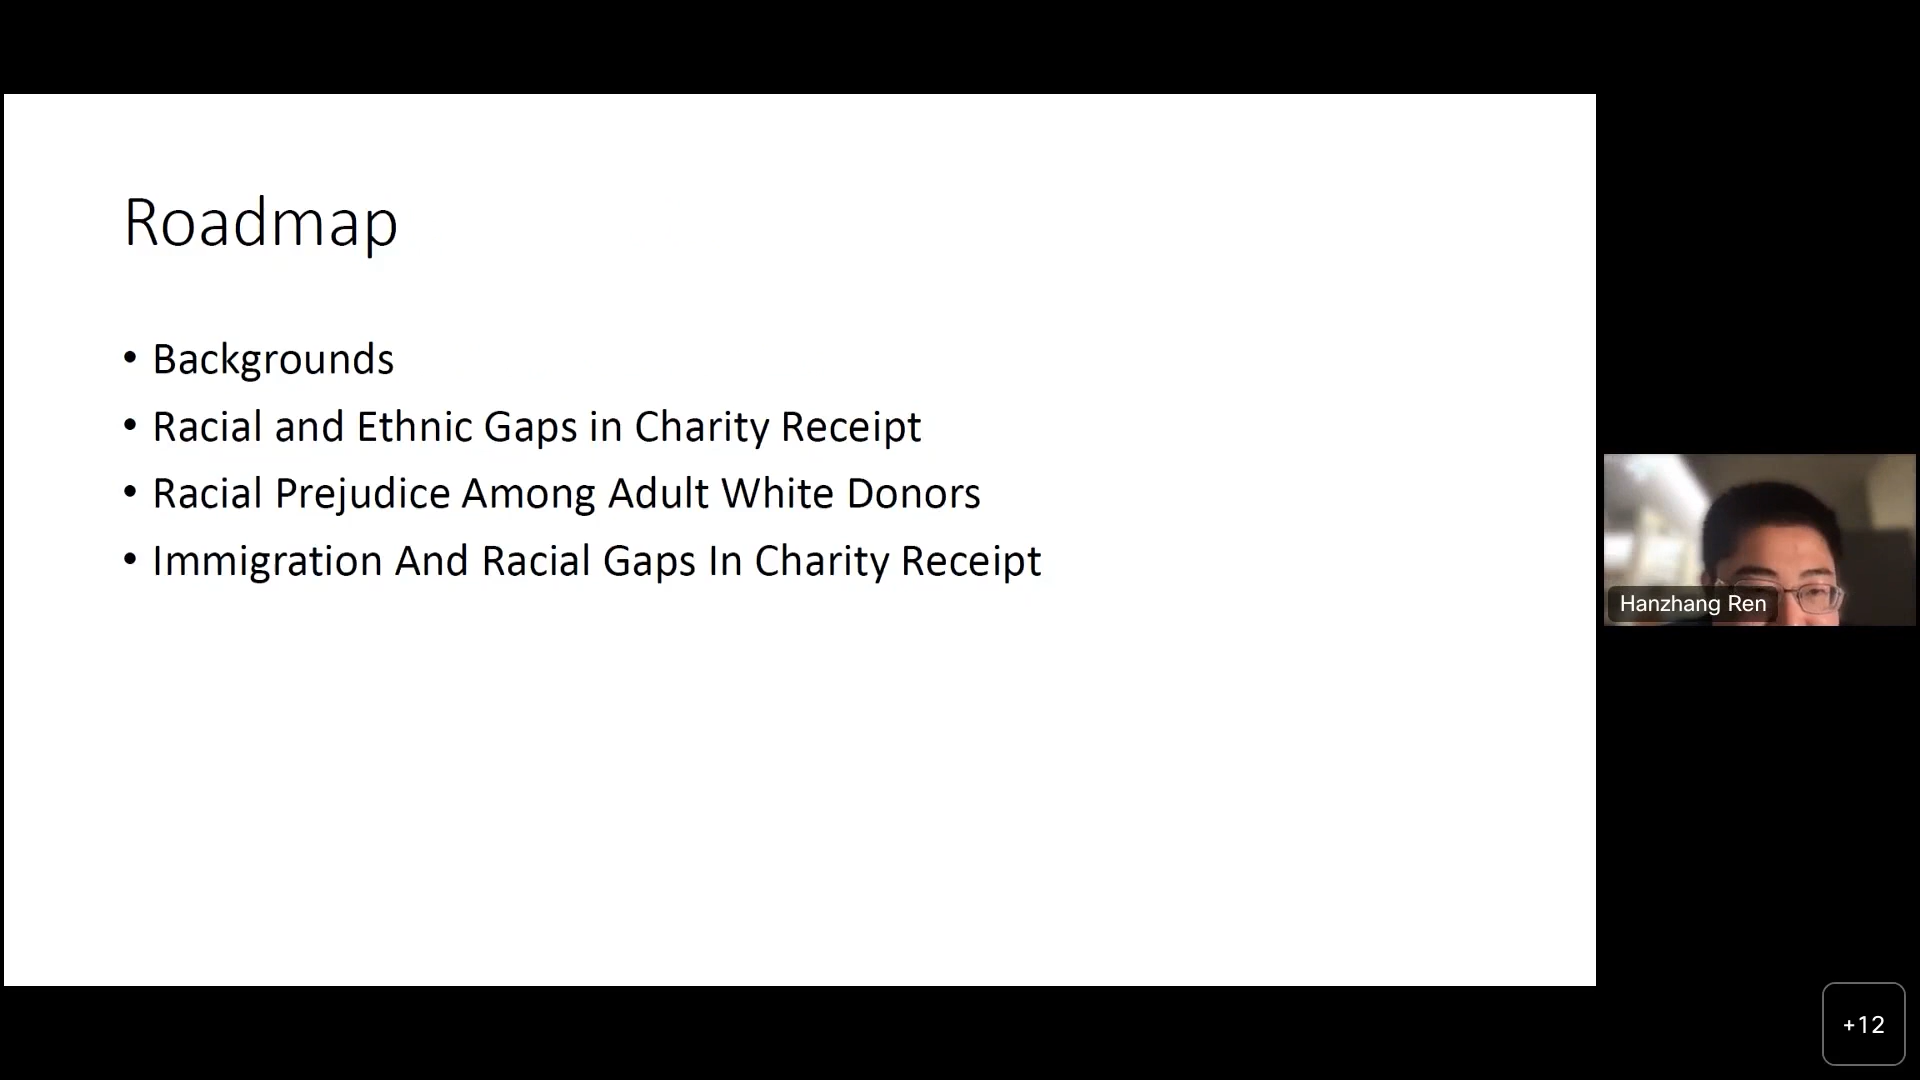 Roadmap
• Backgrounds
• Racial and Ethnic Gaps in Charity Receipt
• Racial Prejudice Among Adult White Donors
• Immigration And Racial Gaps In Charity Receipt
Hanzhang Ren
+12